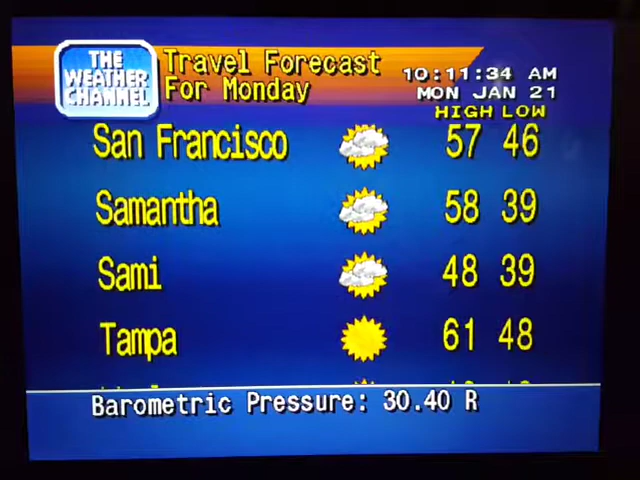 THE
WEATHER
CHANNEL
Travel Forecast
For Monday
10:11:34 AM
MON JAN 21
HIGH LOW
San Francisco 57 46
Samantha 58 39
Sami 48 39
Tampa 61 48
Barometric Pressure: 30.40 R